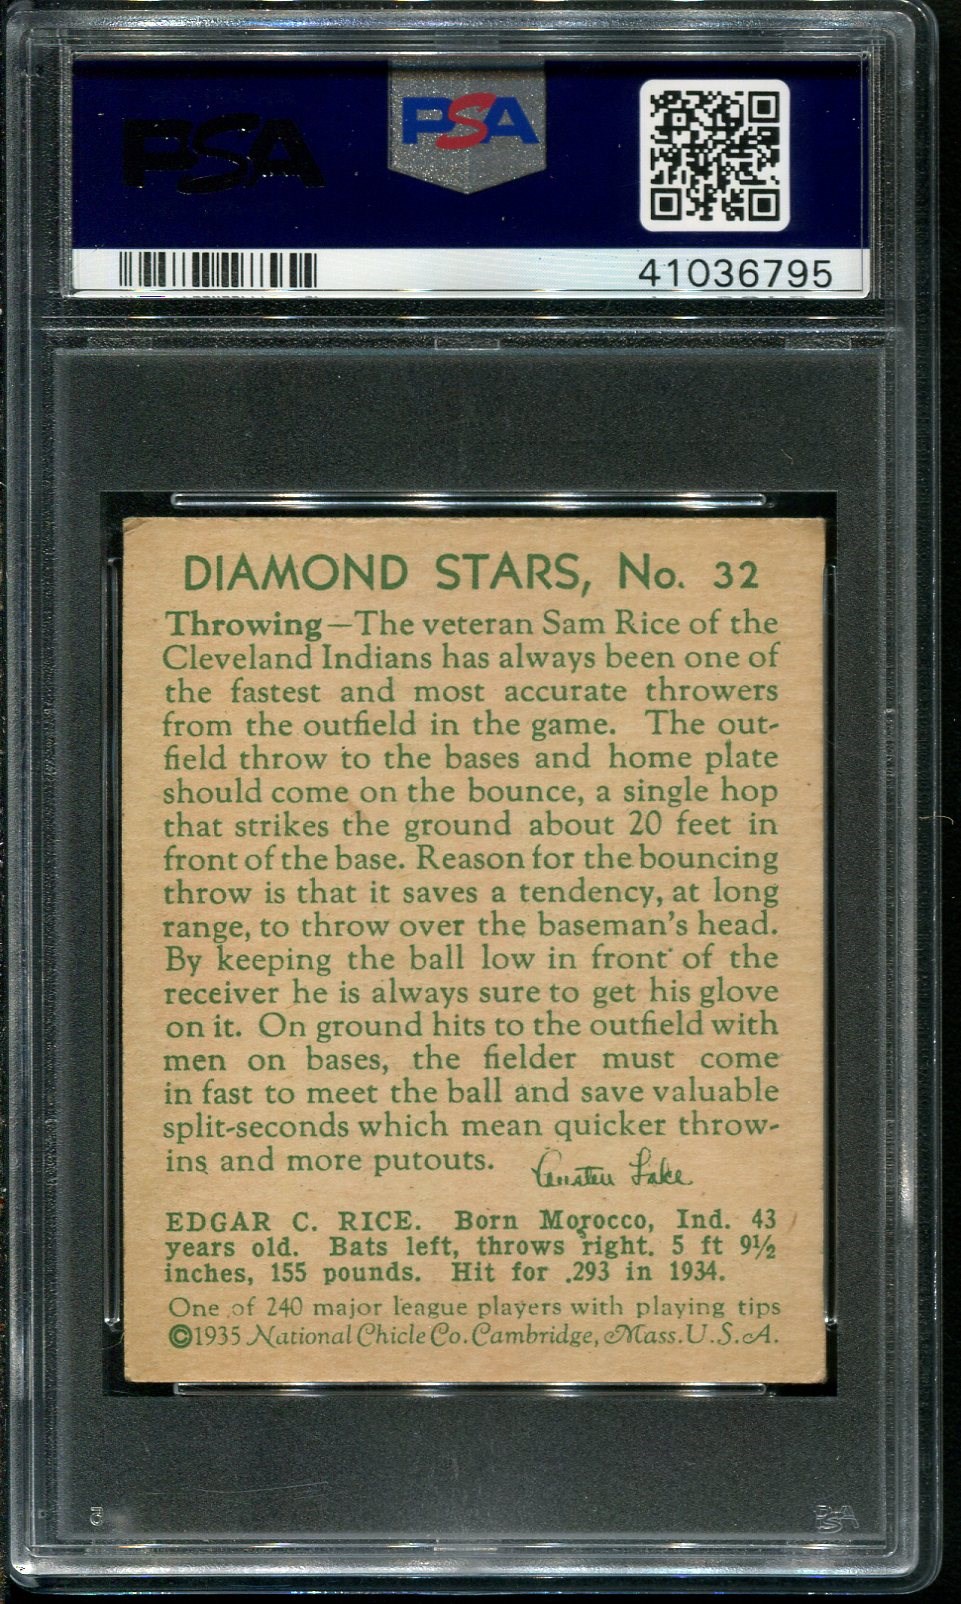 PSA
PSA
41036795
DIAMOND STARS, No. 32
Throwing—The veteran Sam Rice of the
Cleveland Indians has always been one of
the fastest and most accurate throwers
from the outfield in the game. The out-
field throw to the bases and home plate
should come on the bounce, a single hop
that strikes the ground about 20 feet in
front of the base. Reason for the bouncing
throw is that it saves a tendency, at long
range, to throw over the baseman's head.
By keeping the ball low in front of the
receiver he is always sure to get his glove
on it. On ground hits to the outfield with
men on bases, the fielder must come
in fast to meet the ball and save valuable
split-seconds which mean quicker throw-
ing and more putouts.
Austen Lake
EDGAR C. RICE. Born Morocco, Ind. 43
years old. Bats left, throws right. 5 ft 9½
inches, 155 pounds. Hit for .293 in 1934.
One of 240 major league players with playing tips
©1935 National Chicle Co. Cambridge, Mass. U.S.A.
PSA